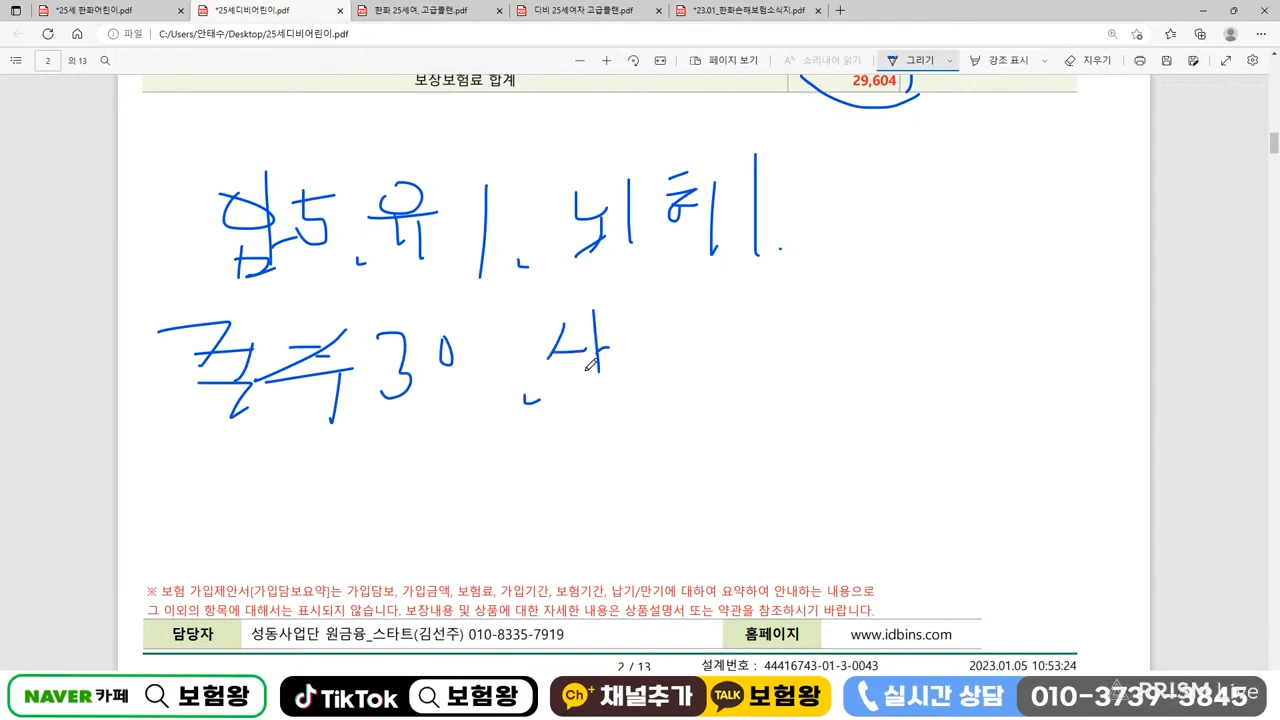 *25세 한화어린이.pdf
*25세디비어린이.pdf
한화 25세여, 고급플랜.pdf
디비 25세여자 고급플랜.pdf
*23.01_한화손해보험소식지.pdf
파일 C:/Users/안태수/Desktop/25세디비어린이.pdf
2 의 13
페이지 보기
소리내어 읽기
그리기
강조 표시
지우기
보장보험료 합계 29,604
암5. 유1. 뇌허1.
질수30, 상
※ 보험 가입제안서[가입담보요약]는 가입담보, 가입금액, 보험료, 가입기간, 보험기간, 납기/만기에 대하여 요약하여 안내하는 내용으로
그 이외의 항목에 대해서는 표시되지 않습니다. 보장내용 및 상품에 대한 자세한 내용은 상품설명서 또는 약관을 참조하시기 바랍니다.
담당자 성동사업단 원금융_스타트(김선주) 010-8335-7919 홈페이지 www.idbins.com
2 / 13 설계번호 : 44416743-01-3-0043 2023.01.05 10:53:24
NAVER 카페 보험왕 TikTok 보험왕 Ch+ 채널추가 TALK 보험왕 실시간 상담 010-3739-5845
PRISM Live